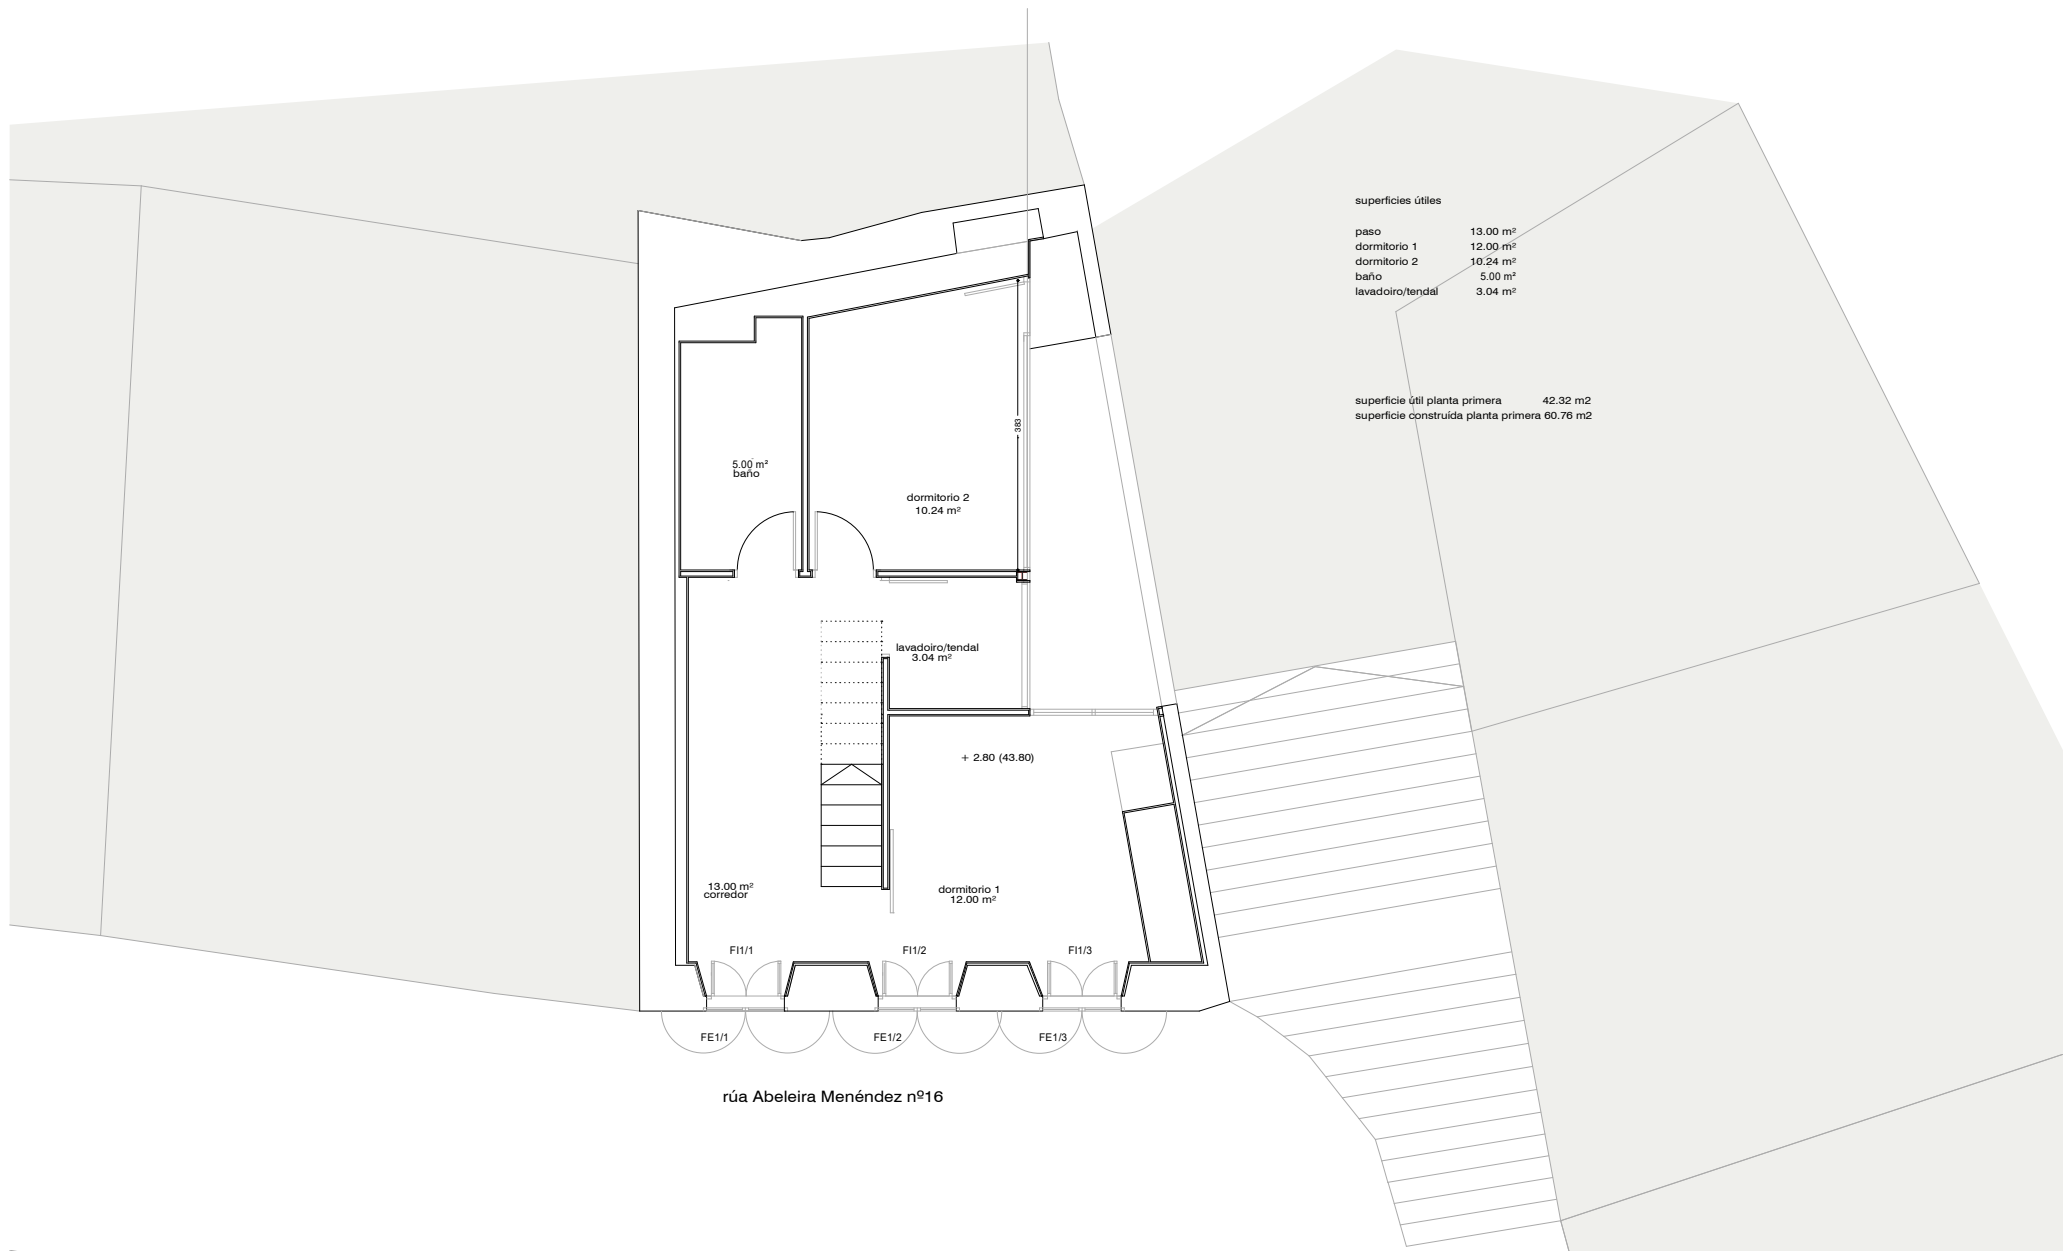 superficies útiles
paso 13.00 m²
dormitorio 1 12.00 m²
dormitorio 2 10.24 m²
baño 5.00 m²
lavadoiro/tendal 3.04 m²
superficie útil planta primera 42.32 m2
superficie construída planta primera 60.76 m2
383
5.00 m²
baño
dormitorio 2
10.24 m²
lavadoiro/tendal
3.04 m²
+ 2.80 (43.80)
13.00 m²
corredor
dormitorio 1
12.00 m²
FI1/1 FI1/2 FI1/3
FE1/1 FE1/2 FE1/3
rúa Abeleira Menéndez nº16